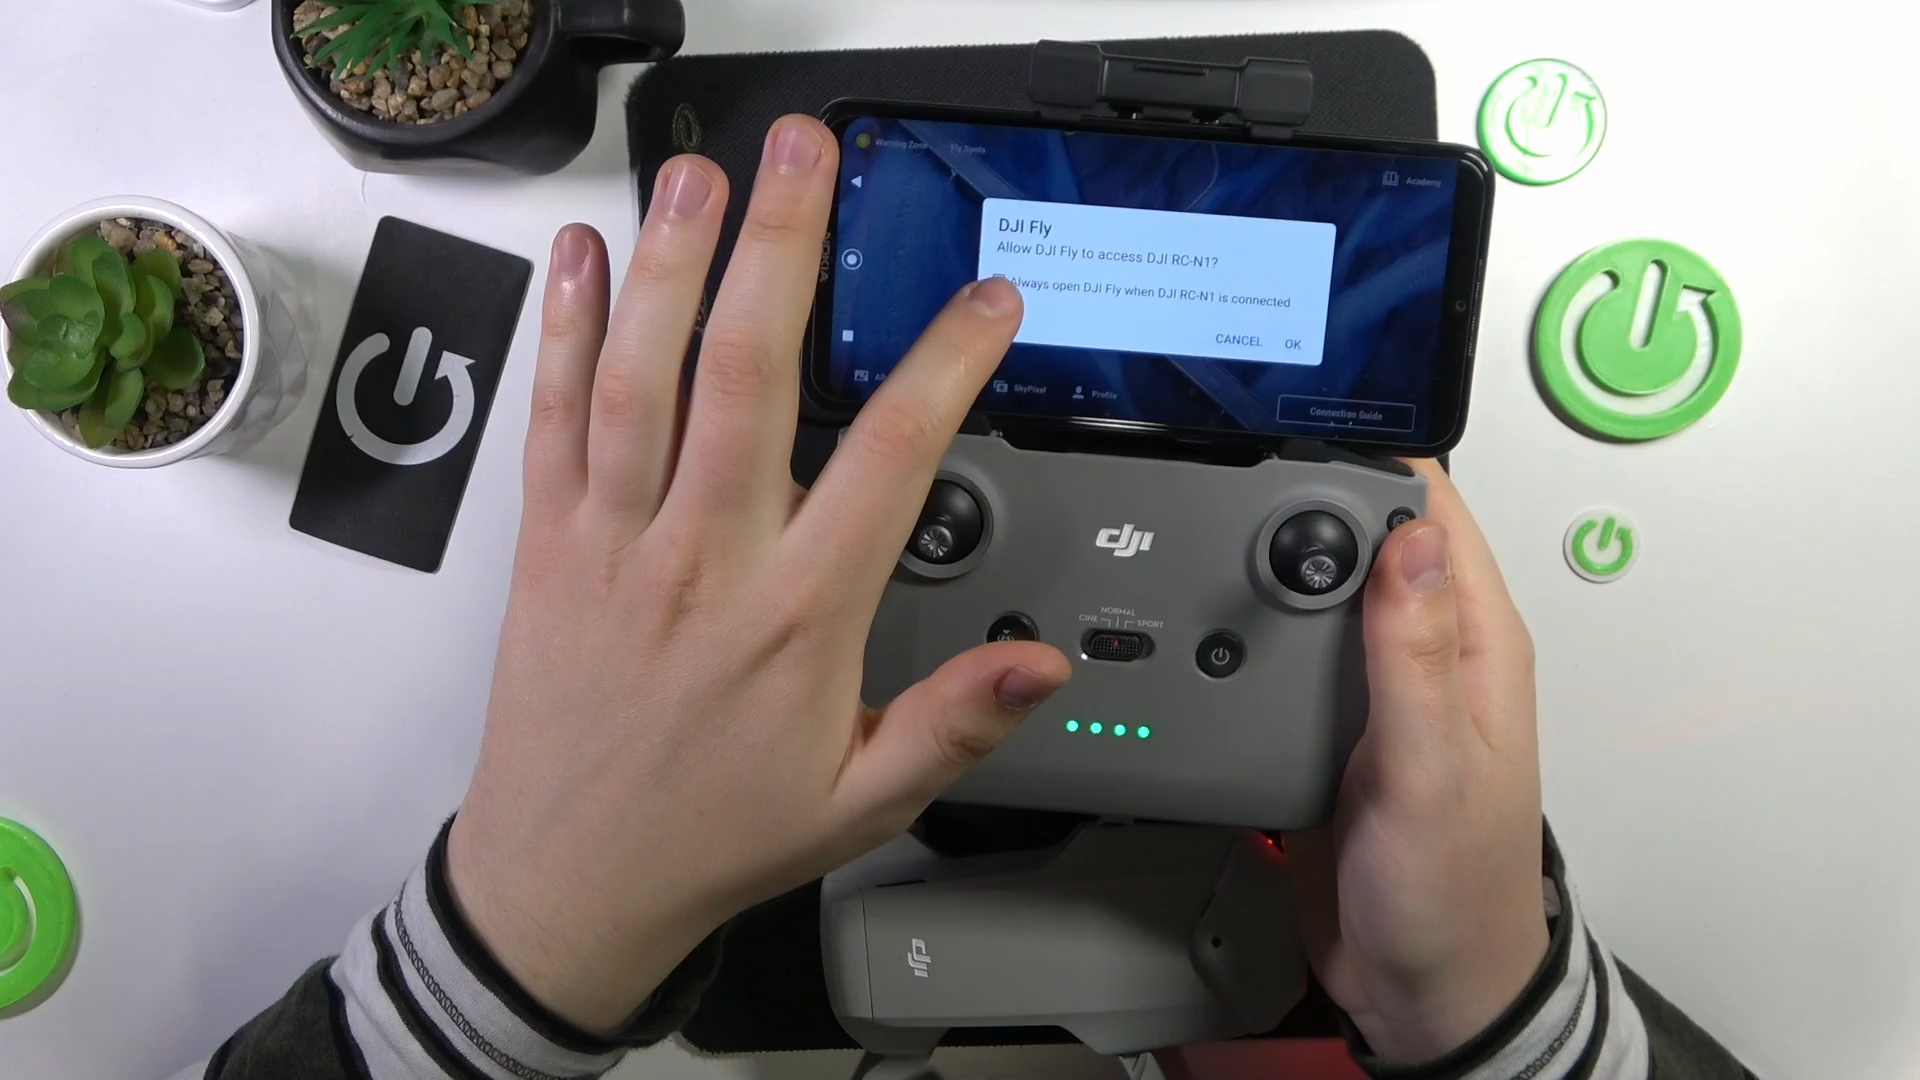 Warning Zone
Fly Spots
Academy
NOKIA
DJI Fly
Allow DJI Fly to access DJI RC-N1?
Always open DJI Fly when DJI RC-N1 is connected
CANCEL
OK
SkyPixel
Profile
Connection Guide
dji
NORMAL
CINE
SPORT
dji